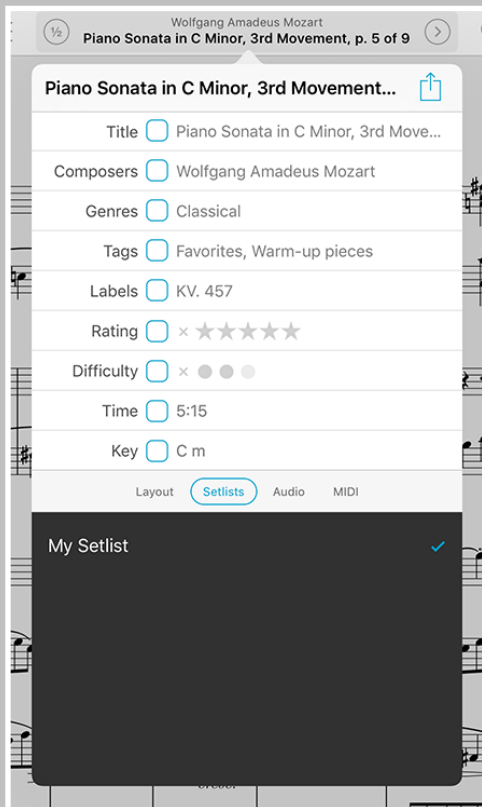 Wolfgang Amadeus Mozart
½ Piano Sonata in C Minor, 3rd Movement, p. 5 of 9
Piano Sonata in C Minor, 3rd Movement...
Title Piano Sonata in C Minor, 3rd Move...
Composers Wolfgang Amadeus Mozart
Genres Classical
Tags Favorites, Warm-up pieces
Labels KV. 457
Rating × ★★★★★
Difficulty ×
Time 5:15
Key C m
Layout Setlists Audio MIDI
My Setlist